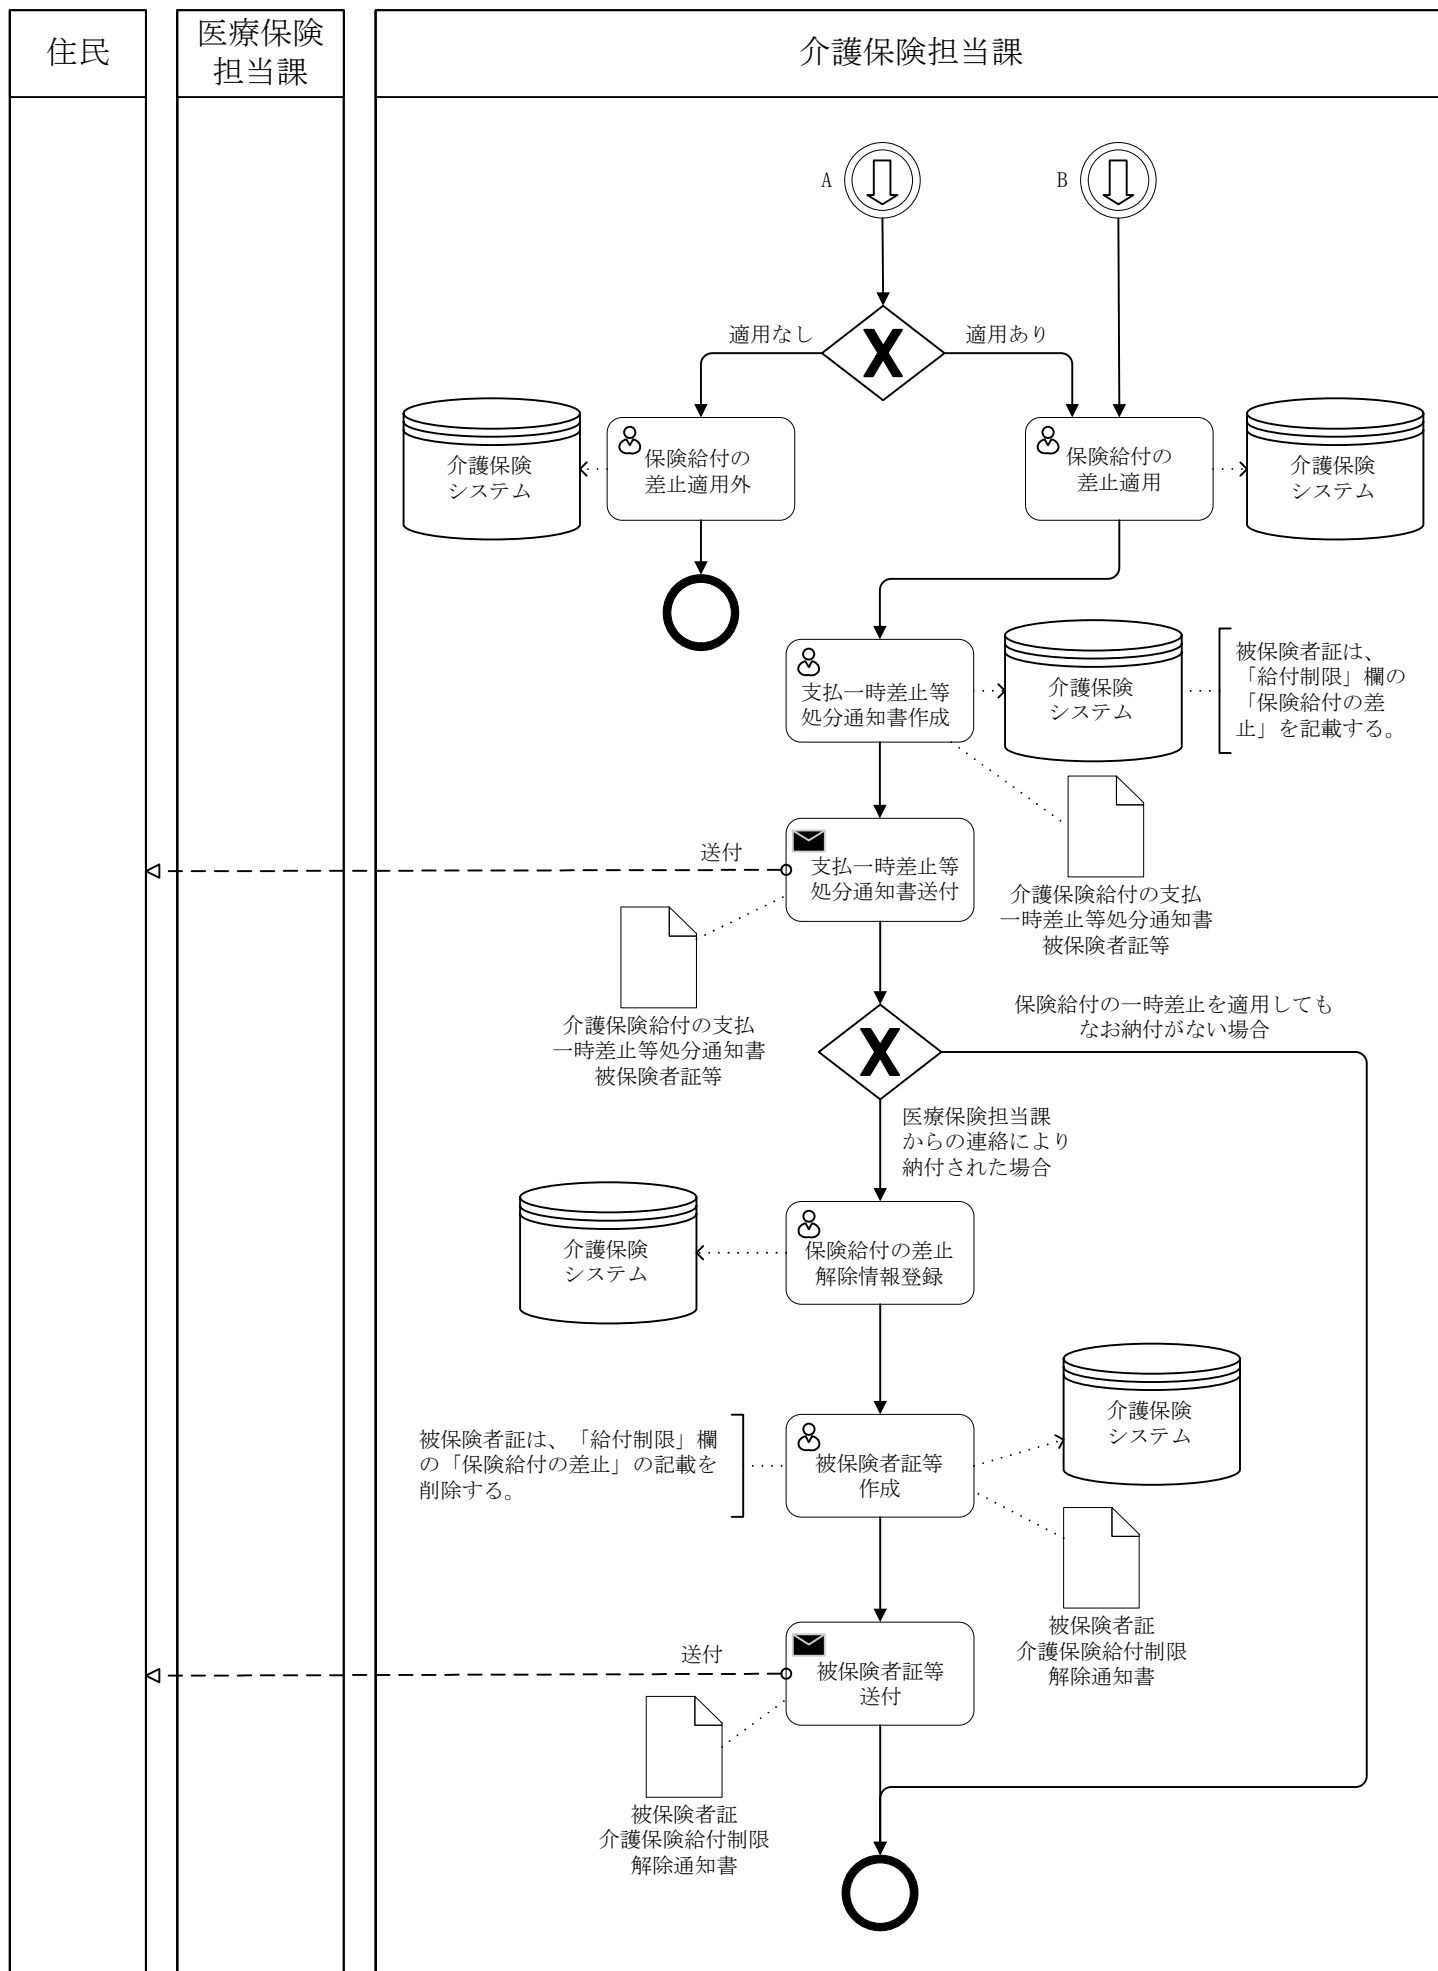 住民
医療保険
担当課
介護保険担当課
A
B
適用なし
適用あり
介護保険
システム
保険給付の
差止適用外
保険給付の
差止適用
介護保険
システム
支払一時差止等
処分通知書作成
介護保険
システム
被保険者証は、
「給付制限」欄の
「保険給付の差
止」を記載する。
送付
支払一時差止等
処分通知書送付
介護保険給付の支払
一時差止等処分通知書
被保険者証等
介護保険給付の支払
一時差止等処分通知書
被保険者証等
保険給付の一時差止を適用しても
なお納付がない場合
医療保険担当課
からの連絡により
納付された場合
介護保険
システム
保険給付の差止
解除情報登録
介護保険
システム
被保険者証は、「給付制限」欄
の「保険給付の差止」の記載を
削除する。
被保険者証等
作成
被保険者証
介護保険給付制限
解除通知書
送付
被保険者証等
送付
被保険者証
介護保険給付制限
解除通知書